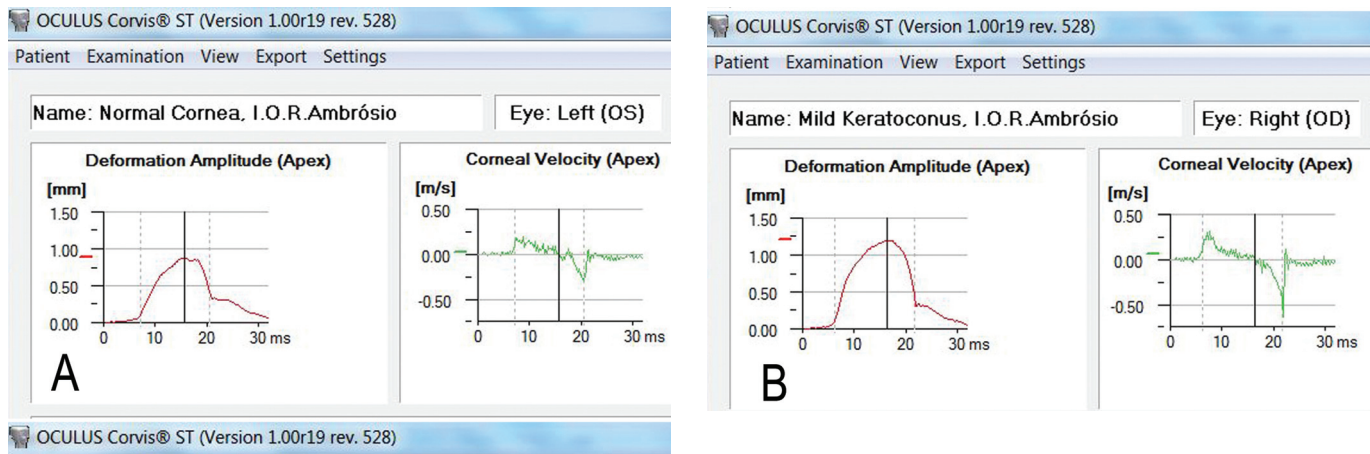 OCULUS Corvis® ST (Version 1.00r19 rev. 528)
Patient Examination View Export Settings
Name: Normal Cornea, I.O.R.Ambrósio
Eye: Left (OS)
Deformation Amplitude (Apex)
[mm]
1.50
1.00
0.50
0.00
0 10 20 30 ms
Corneal Velocity (Apex)
[m/s]
0.50
0.00
-0.50
0 10 20 30 ms
A
OCULUS Corvis® ST (Version 1.00r19 rev. 528)
OCULUS Corvis® ST (Version 1.00r19 rev. 528)
Patient Examination View Export Settings
Name: Mild Keratoconus, I.O.R.Ambrósio
Eye: Right (OD)
Deformation Amplitude (Apex)
[mm]
1.50
1.00
0.50
0.00
0 10 20 30 ms
Corneal Velocity (Apex)
[m/s]
0.50
0.00
-0.50
0 10 20 30 ms
B